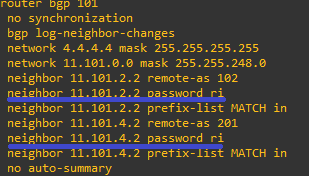 router bgp 101
no synchronization
bgp log-neighbor-changes
network 4.4.4.4 mask 255.255.255.255
network 11.101.0.0 mask 255.255.248.0
neighbor 11.101.2.2 remote-as 102
neighbor 11.101.2.2 password ri
neighbor 11.101.2.2 prefix-list MATCH in
neighbor 11.101.4.2 remote-as 201
neighbor 11.101.4.2 password ri
neighbor 11.101.4.2 prefix-list MATCH in
no auto-summary